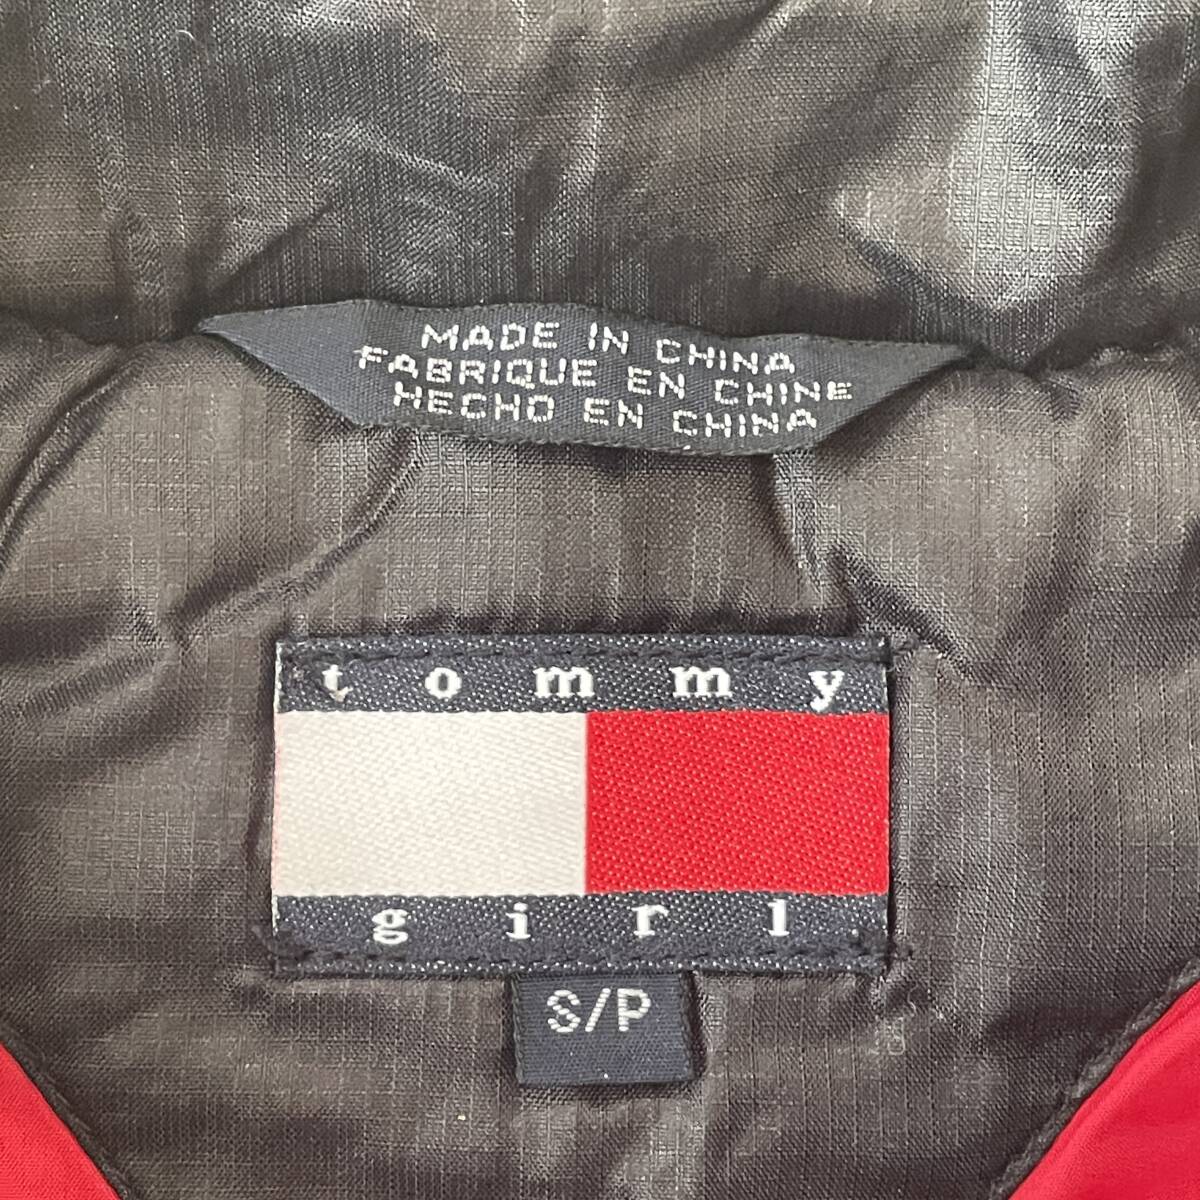 MADE IN CHINA
FABRIQUE EN CHINE
HECHO EN CHINA
tommy
girl
S/P